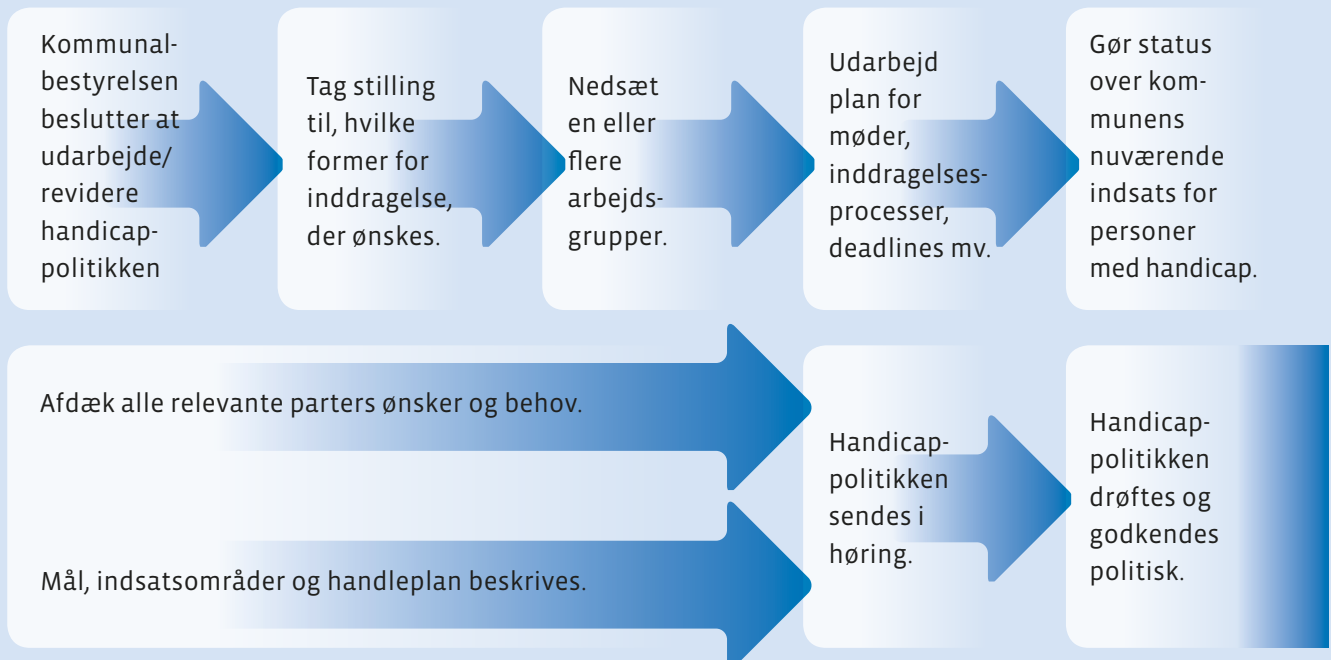 Kommunal-
bestyrelsen
beslutter at
udarbejde/
revidere
handicap-
politikken
Tag stilling
til, hvilke
former for
inddragelse,
der ønskes.
Nedsæt
en eller
flere
arbejds-
grupper.
Udarbejd
plan for
møder,
inddragelses-
processer,
deadlines mv.
Gør status
over kom-
munens
nuværende
indsats for
personer
med handicap.
Afdæk alle relevante parters ønsker og behov.
Mål, indsatsområder og handleplan beskrives.
Handicap-
politikken
sendes i
høring.
Handicap-
politikken
drøftes og
godkendes
politisk.